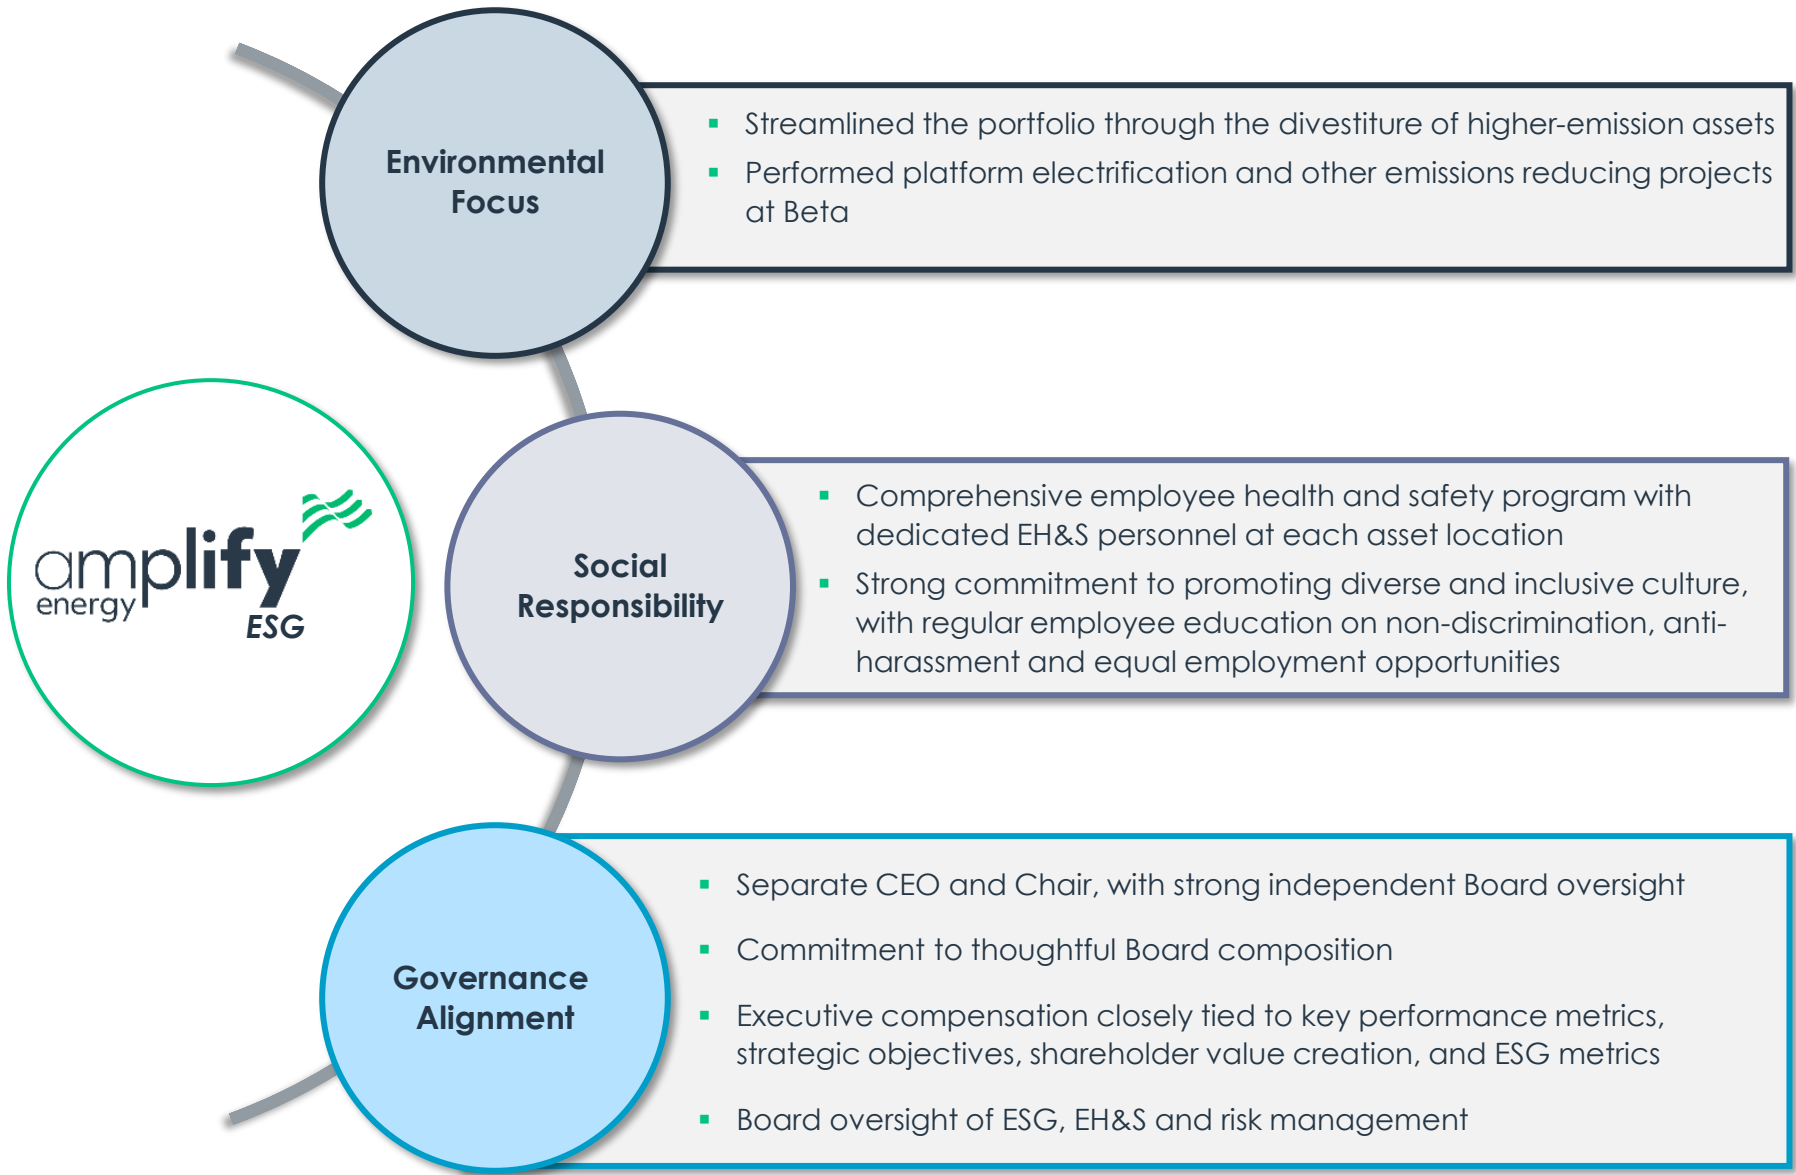 Environmental
Focus
▪ Streamlined the portfolio through the divestiture of higher-emission assets
▪ Performed platform electrification and other emissions reducing projects
at Beta
amplify
energy
ESG
Social
Responsibility
▪ Comprehensive employee health and safety program with
dedicated EH&S personnel at each asset location
▪ Strong commitment to promoting diverse and inclusive culture,
with regular employee education on non-discrimination, anti-
harassment and equal employment opportunities
Governance
Alignment
▪ Separate CEO and Chair, with strong independent Board oversight
▪ Commitment to thoughtful Board composition
▪ Executive compensation closely tied to key performance metrics,
strategic objectives, shareholder value creation, and ESG metrics
▪ Board oversight of ESG, EH&S and risk management